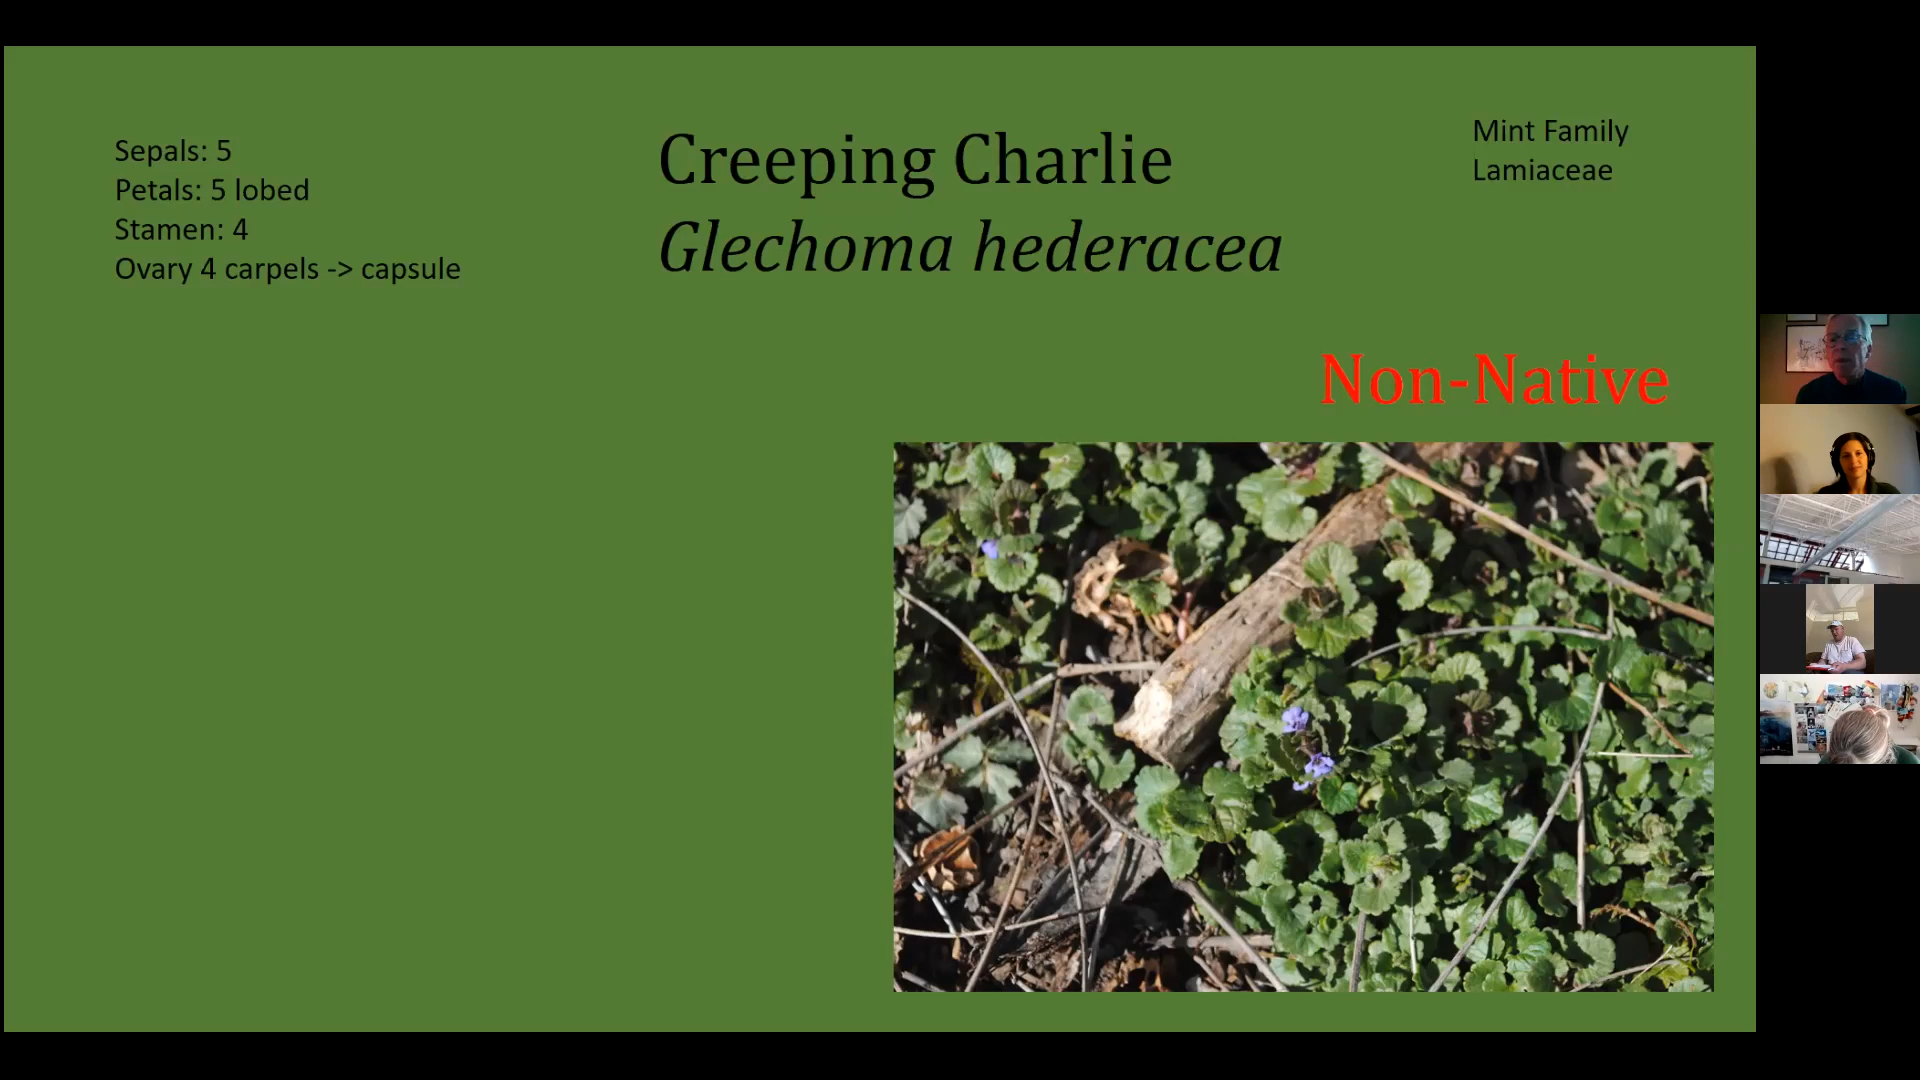 Sepals: 5
Petals: 5 lobed
Stamen: 4
Ovary 4 carpels -> capsule
Creeping Charlie
Glechoma hederacea
Mint Family
Lamiaceae
Non-Native